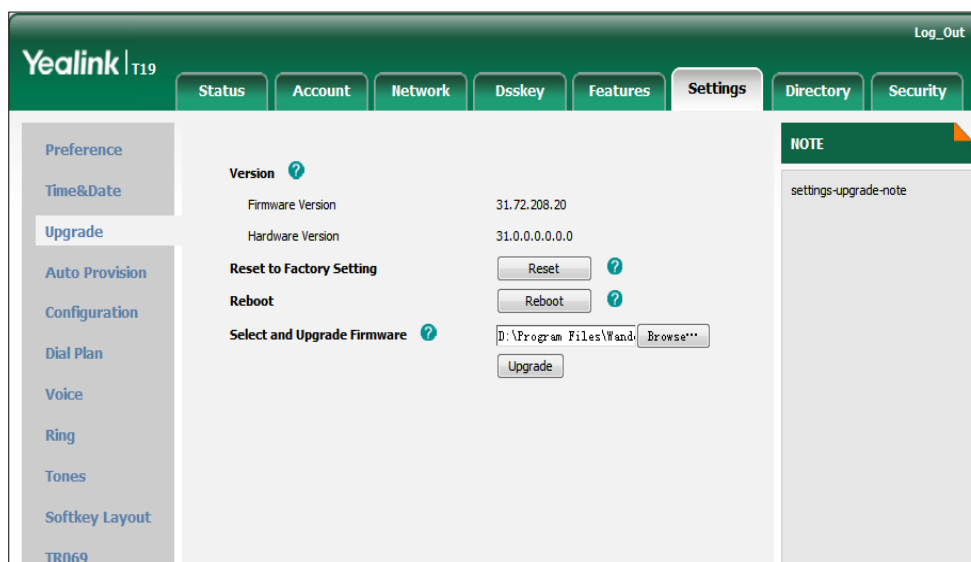 Log_Out
Yealink T19
Status Account Network Dsskey Features Settings Directory Security
Preference
Time&Date
Upgrade
Auto Provision
Configuration
Dial Plan
Voice
Ring
Tones
Softkey Layout
TR069
Version ?
Firmware Version 31.72.208.20
Hardware Version 31.0.0.0.0.0.0
Reset to Factory Setting Reset ?
Reboot Reboot ?
Select and Upgrade Firmware ? D:\Program Files\Wand Browse...
Upgrade
NOTE
settings-upgrade-note